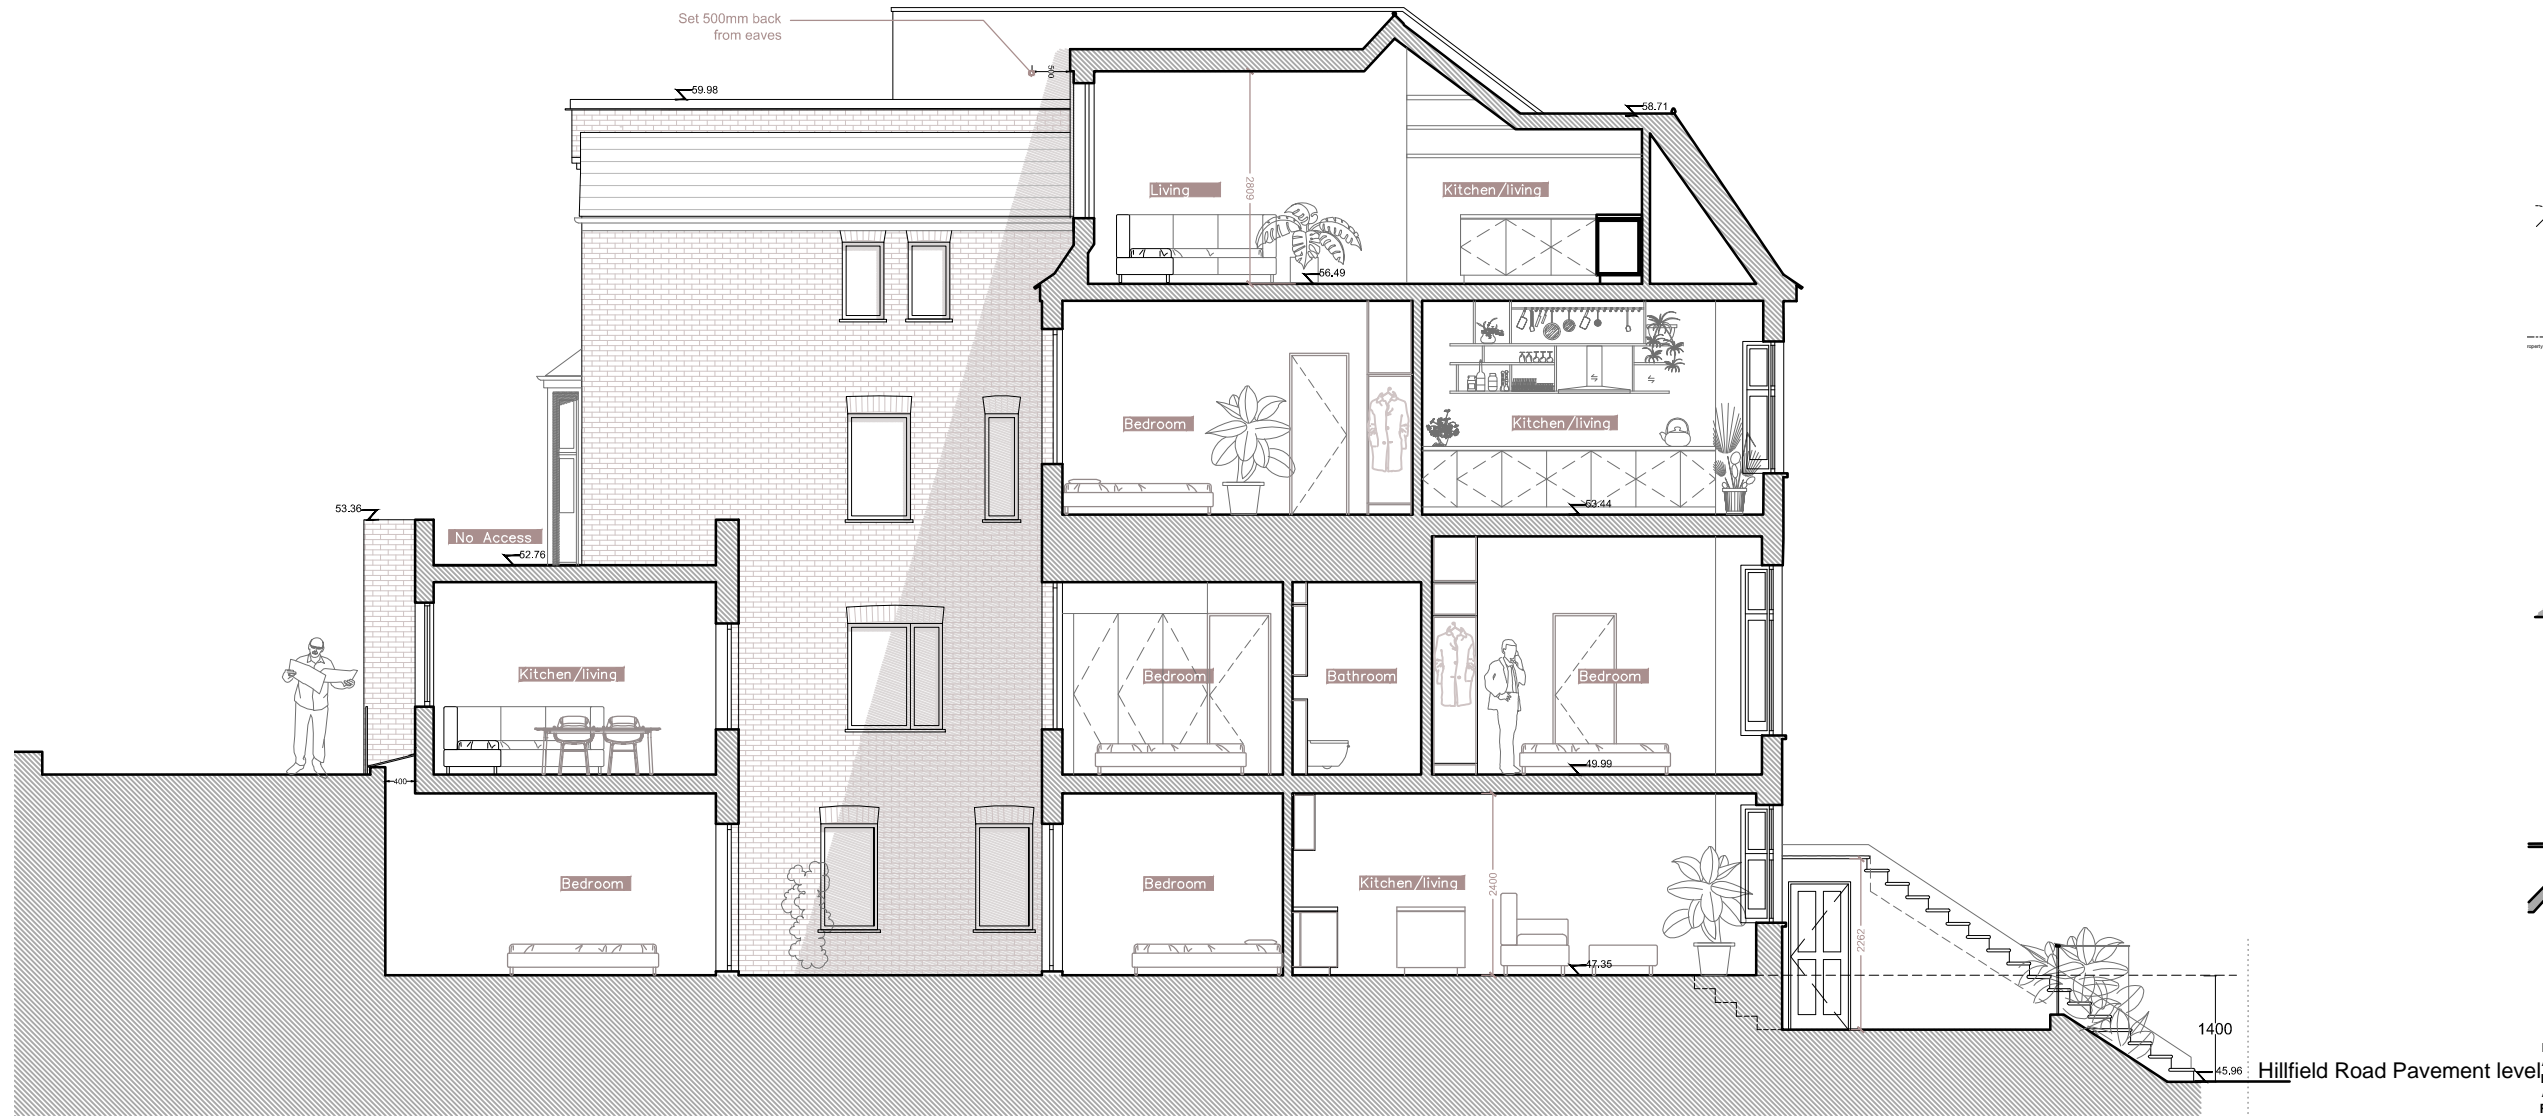 Set 500mm back
from eaves
500
59.98
58.71
Living
2809
Kitchen/living
56.49
Bedroom
Kitchen/living
53.44
53.36
No Access
52.76
Kitchen/living
Bedroom
Bathroom
Bedroom
49.99
400
Bedroom
Bedroom
Kitchen/living
2400
2262
47.35
1400
45.96
Hillfield Road Pavement level